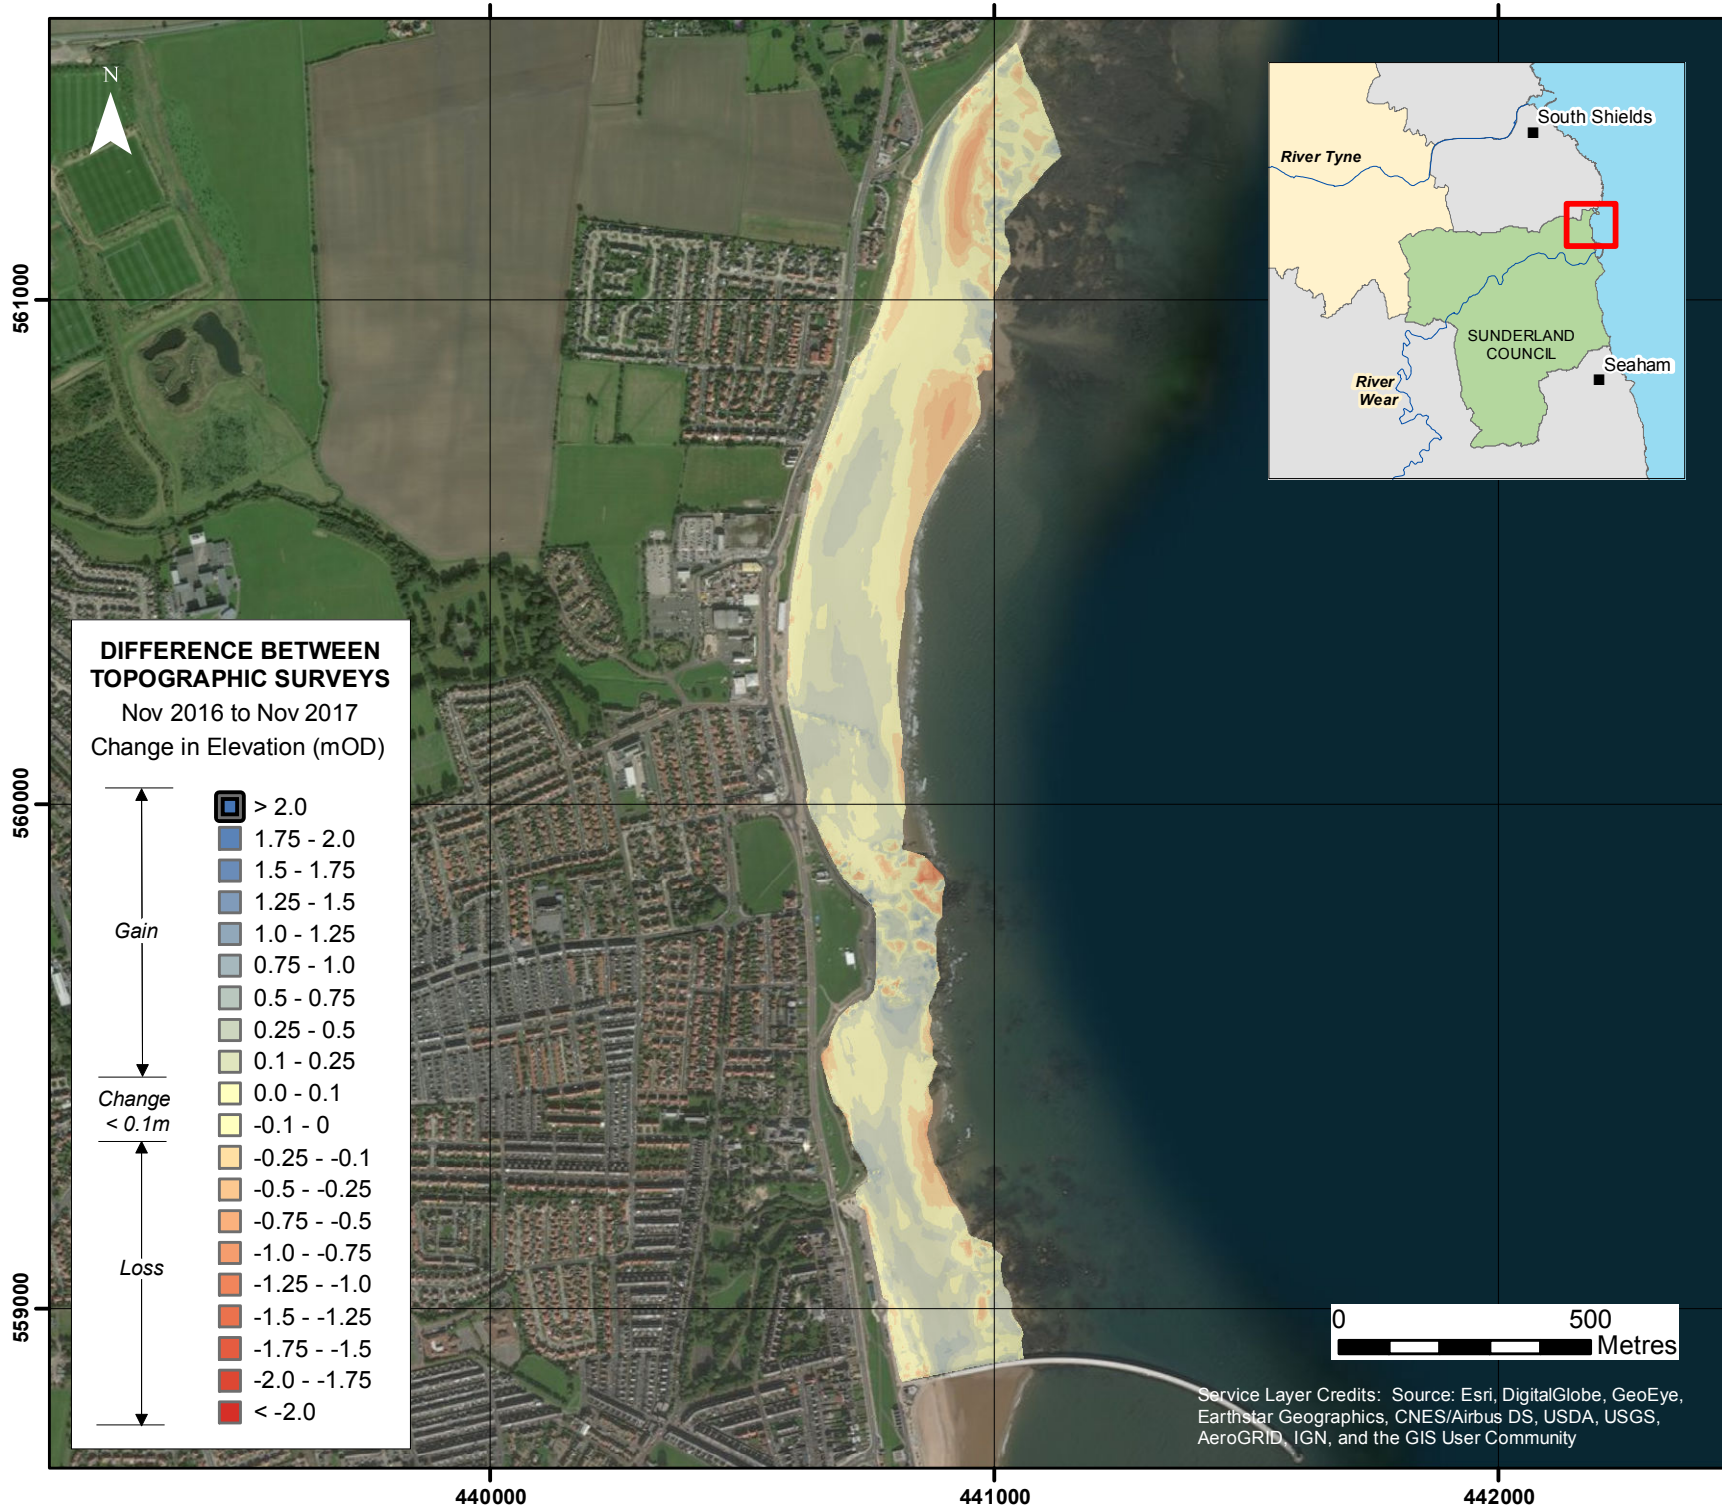 N
South Shields
River Tyne
SUNDERLAND
COUNCIL
Seaham
River
Wear
561000
560000
559000
DIFFERENCE BETWEEN
TOPOGRAPHIC SURVEYS
Nov 2016 to Nov 2017
Change in Elevation (mOD)
> 2.0
1.75 - 2.0
1.5 - 1.75
1.25 - 1.5
Gain
1.0 - 1.25
0.75 - 1.0
0.5 - 0.75
0.25 - 0.5
0.1 - 0.25
Change
< 0.1m
0.0 - 0.1
-0.1 - 0
-0.25 - -0.1
-0.5 - -0.25
-0.75 - -0.5
-1.0 - -0.75
Loss
-1.25 - -1.0
-1.5 - -1.25
-1.75 - -1.5
-2.0 - -1.75
< -2.0
0 500
Metres
Service Layer Credits: Source: Esri, DigitalGlobe, GeoEye,
Earthstar Geographics, CNES/Airbus DS, USDA, USGS,
AeroGRID, IGN, and the GIS User Community
440000
441000
442000